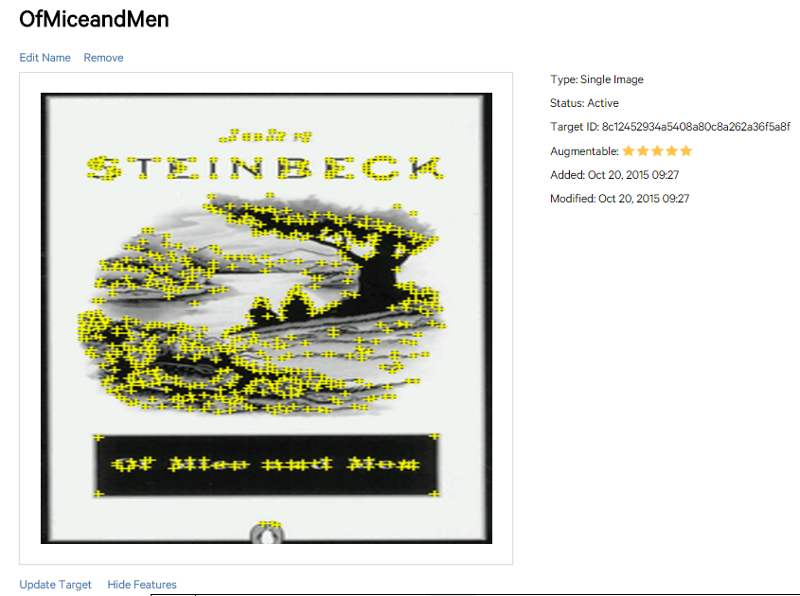 OfMiceandMen
Edit Name Remove
Type: Single Image
Status: Active
Target ID: 8c12452934a5408a80c8a262a36f5a8f
Augmentable:
Added: Oct 20, 2015 09:27
Modified: Oct 20, 2015 09:27
STEINBECK
Of Mice and Men
Update Target Hide Features